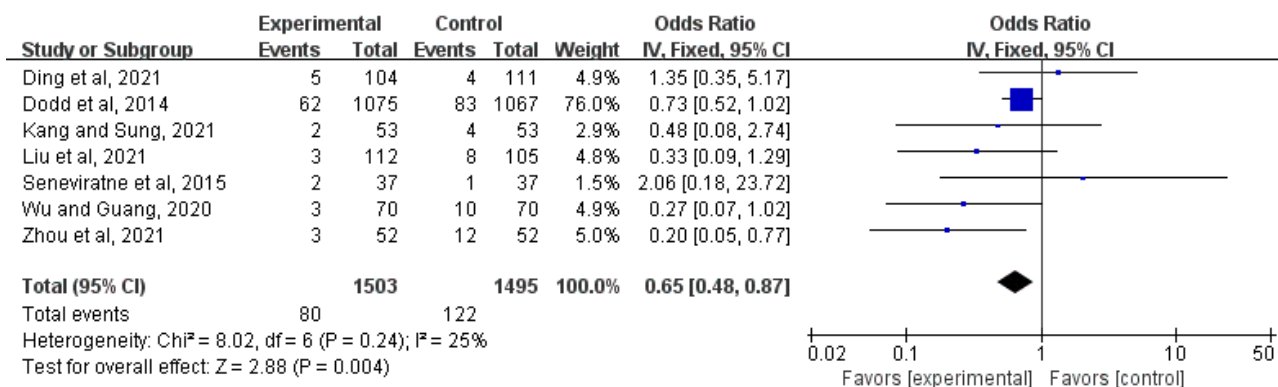 Experimental Control Odds Ratio Odds Ratio
Study or Subgroup Events Total Events Total Weight IV, Fixed, 95% CI IV, Fixed, 95% CI
Ding et al, 2021 5 104 4 111 4.9% 1.35 [0.35, 5.17]
Dodd et al, 2014 62 1075 83 1067 76.0% 0.73 [0.52, 1.02]
Kang and Sung, 2021 2 53 4 53 2.9% 0.48 [0.08, 2.74]
Liu et al, 2021 3 112 8 105 4.8% 0.33 [0.09, 1.29]
Seneviratne et al, 2015 2 37 1 37 1.5% 2.06 [0.18, 23.72]
Wu and Guang, 2020 3 70 10 70 4.9% 0.27 [0.07, 1.02]
Zhou et al, 2021 3 52 12 52 5.0% 0.20 [0.05, 0.77]
Total (95% CI) 1503 1495 100.0% 0.65 [0.48, 0.87]
Total events 80 122
Heterogeneity: Chi² = 8.02, df = 6 (P = 0.24); I² = 25%
Test for overall effect: Z = 2.88 (P = 0.004)
0.02 0.1 1 10 50
Favors [experimental] Favors [control]